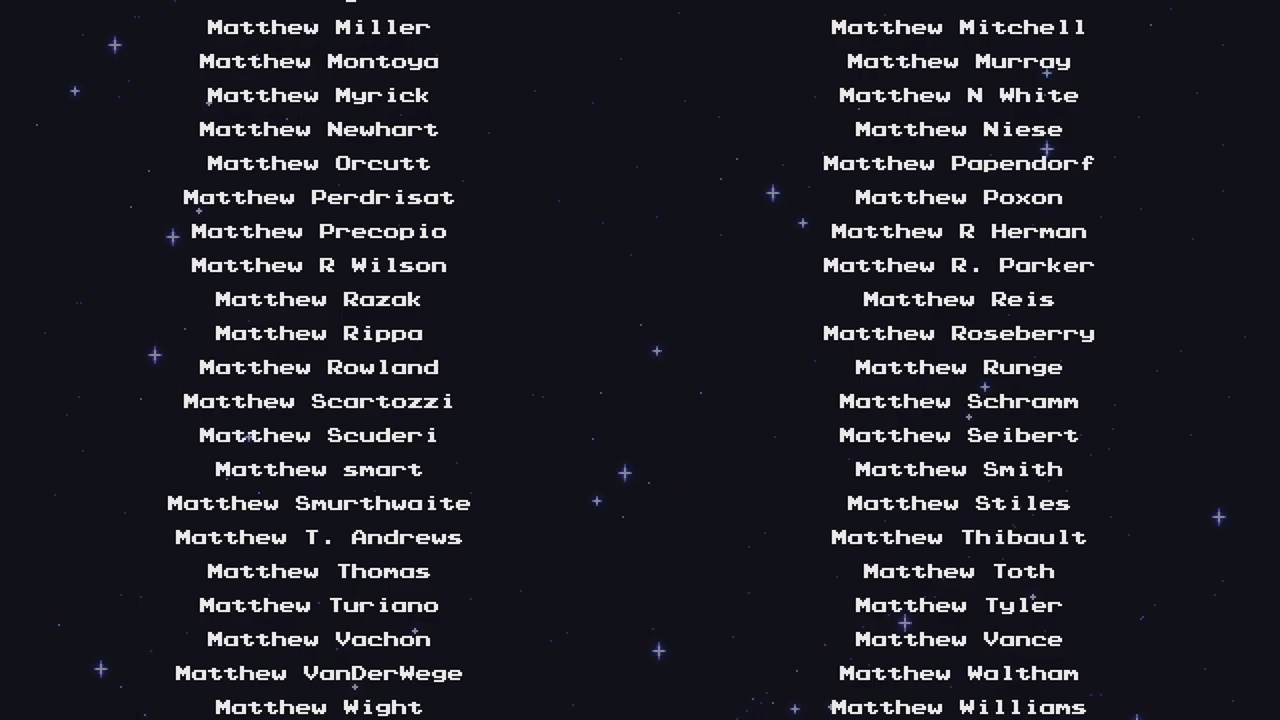 Matthew Miller Matthew Mitchell
Matthew Montoya Matthew Murray
Matthew Myrick Matthew N White
Matthew Newhart Matthew Niese
Matthew Orcutt Matthew Papendorf
Matthew Perdrisat Matthew Poxon
Matthew Precopio Matthew R Herman
Matthew R Wilson Matthew R. Parker
Matthew Razak Matthew Reis
Matthew Rippa Matthew Roseberry
Matthew Rowland Matthew Runge
Matthew Scartozzi Matthew Schramm
Matthew Scuderi Matthew Seibert
Matthew smart Matthew Smith
Matthew Smurthwaite Matthew Stiles
Matthew T. Andrews Matthew Thibault
Matthew Thomas Matthew Toth
Matthew Turiano Matthew Tyler
Matthew Vachon Matthew Vance
Matthew VanDerWege Matthew Waltham
Matthew Wight Matthew Williams